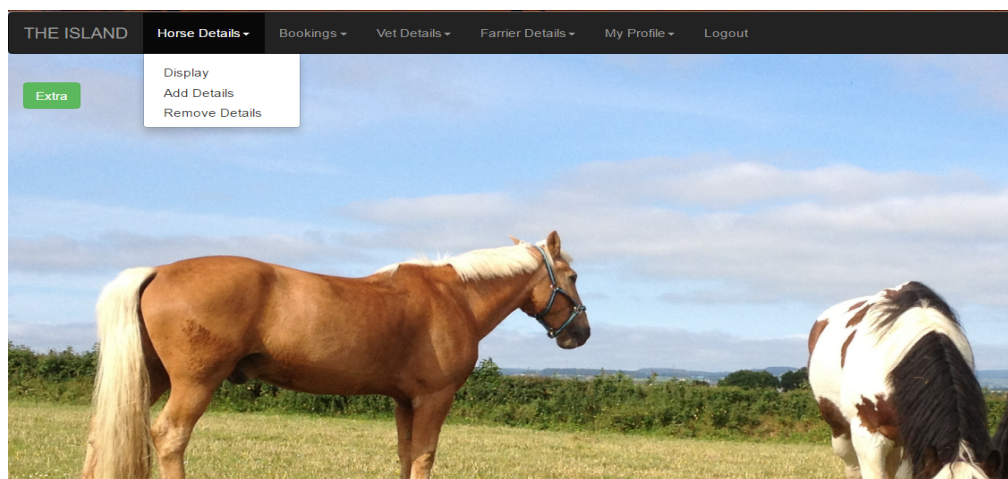 THE ISLAND Horse Details Bookings Vet Details Farrier Details My Profile Logout
Display
Extra
Add Details
Remove Details